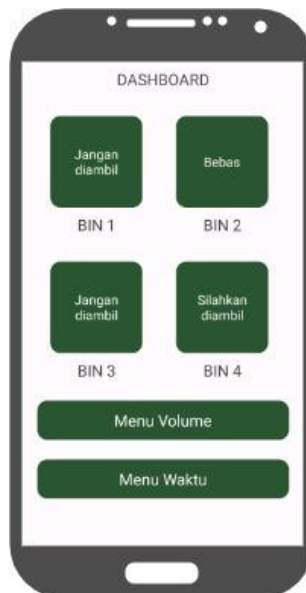 DASHBOARD
Jangan
diambil
Bebas
BIN 1
BIN 2
Jangan
diambil
Silahkan
diambil
BIN 3
BIN 4
Menu Volume
Menu Waktu